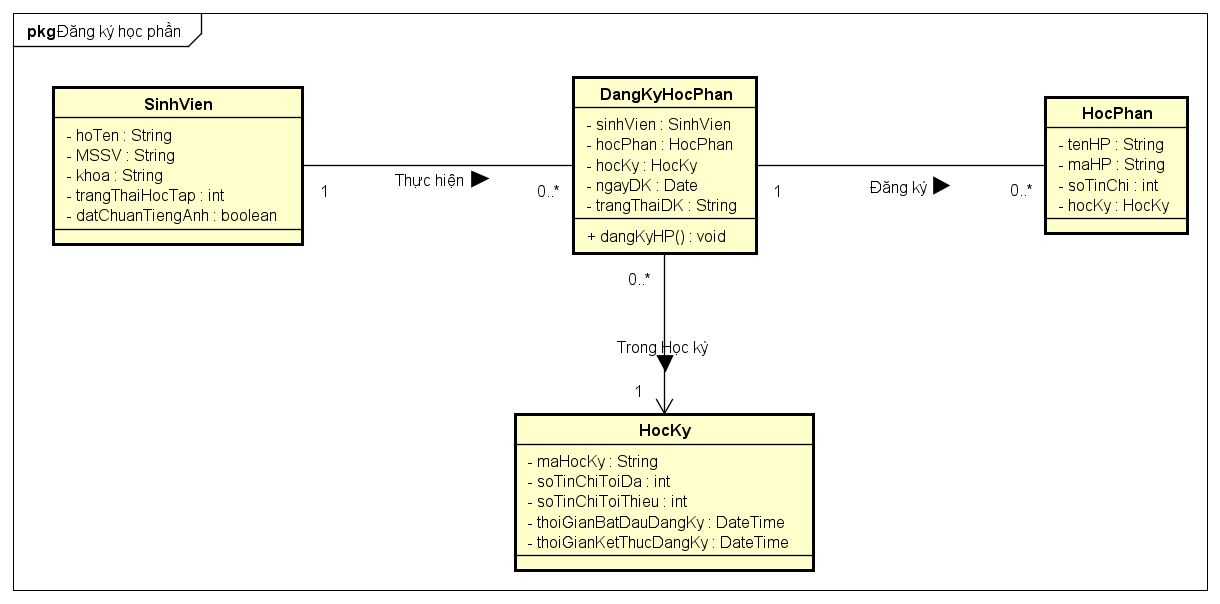 pkg Đăng ký học phần
SinhVien
- hoTen : String
- MSSV : String
- khoa : String
- trangThaiHocTap : int
- datChuanTiengAnh : boolean
1
Thực hiện
0..*
DangKyHocPhan
- sinhVien : SinhVien
- hocPhan : HocPhan
- hocKy : HocKy
- ngayDK : Date
- trangThaiDK : String
+ dangKyHP() : void
1
Đăng ký
0..*
HocPhan
- tenHP : String
- maHP : String
- soTinChi : int
- hocKy : HocKy
0..*
Trong Học kỳ
1
HocKy
- maHocKy : String
- soTinChiToiDa : int
- soTinChiToiThieu : int
- thoiGianBatDauDangKy : DateTime
- thoiGianKetThucDangKy : DateTime